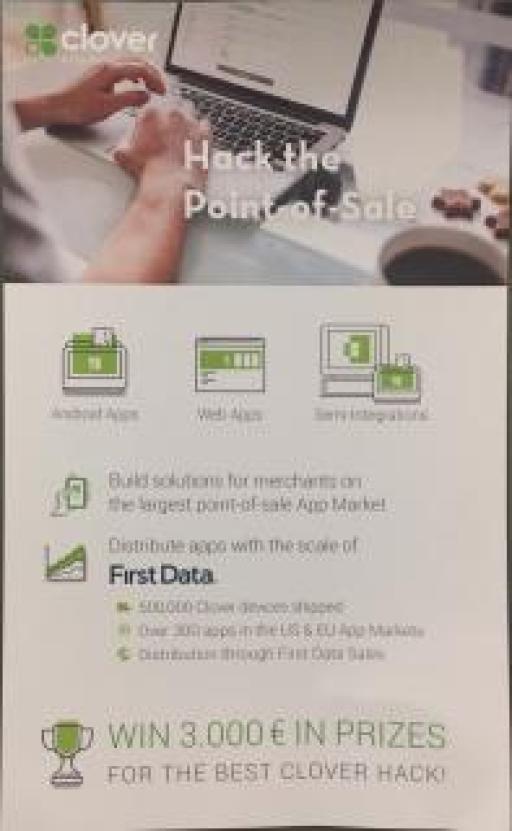 clover
Hack the
Point-of-Sale
Android Apps
Web Apps
Semi-Integrations
Build solutions for merchants on
the largest point-of-sale App Market
Distribute apps with the scale of
First Data
500,000 Clover devices shipped
Over 300 apps in the US & EU App Markets
Distribution through First Data Sales
WIN 3.000 € IN PRIZES
FOR THE BEST CLOVER HACK!